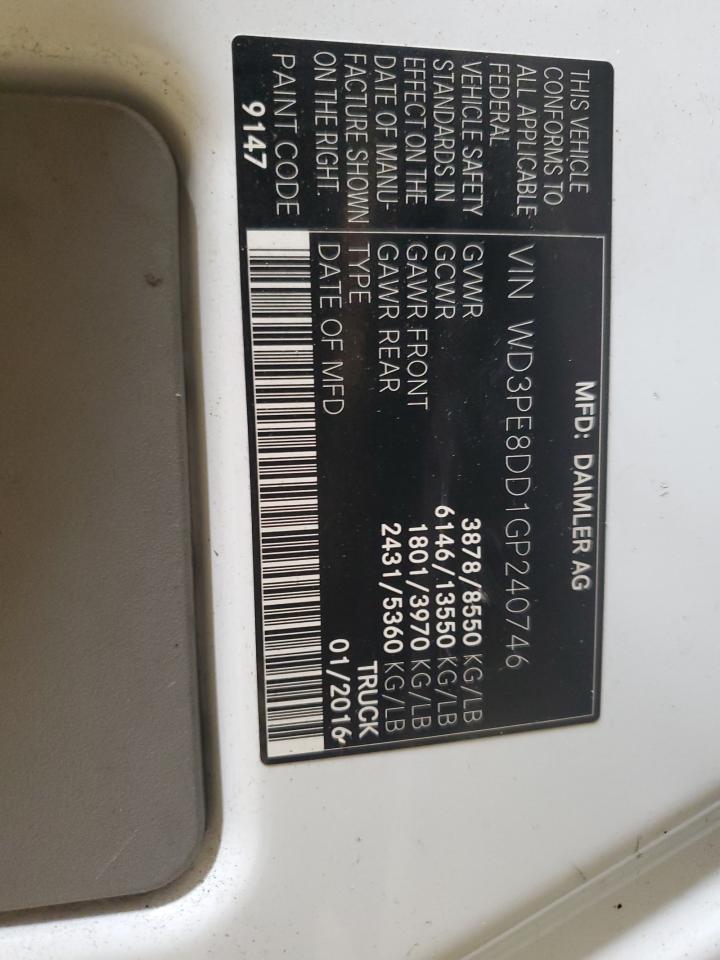 MFD: DAIMLER AG
THIS VEHICLE
CONFORMS TO
ALL APPLICABLE
FEDERAL
VEHICLE SAFETY
STANDARDS IN
EFFECT ON THE
DATE OF MANU-
FACTURE SHOWN
ON THE RIGHT
PAINT CODE
9147
VIN WD3PE8DD1GP240746
GVWR 3878/8550 KG/LB
GCWR 6146/13550 KG/LB
GAWR FRONT 1801/3970 KG/LB
GAWR REAR 2431/5360 KG/LB
TYPE TRUCK
DATE OF MFD 01/2016